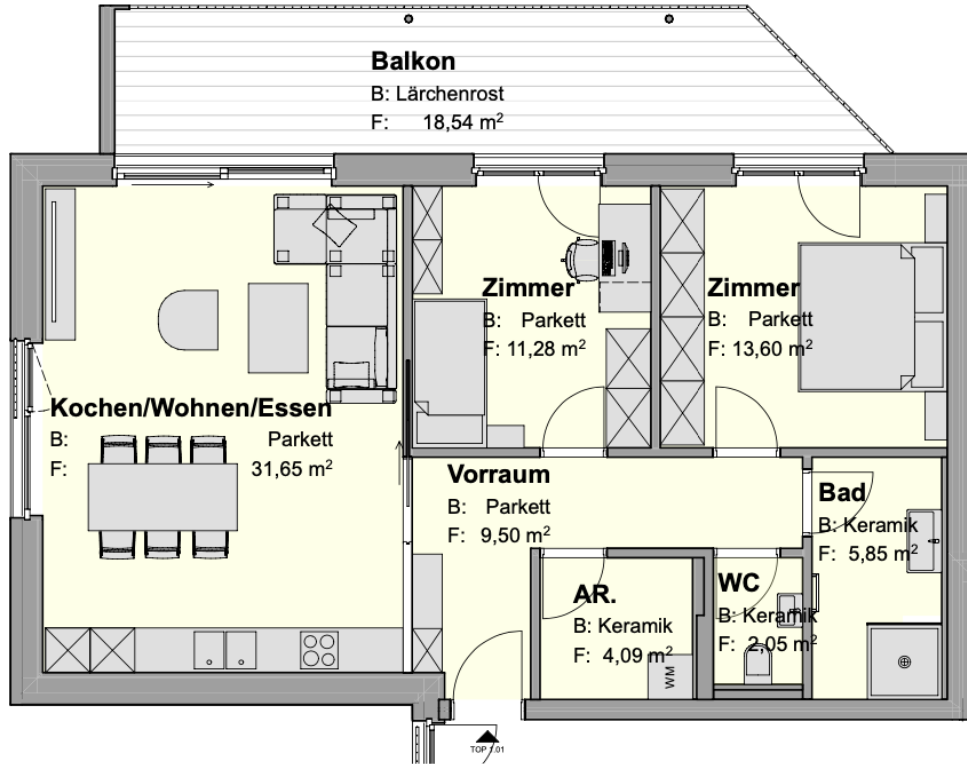 Balkon
B: Lärchenrost
F: 18,54 m²
Zimmer
B: Parkett
F: 11,28 m²
Zimmer
B: Parkett
F: 13,60 m²
Kochen/Wohnen/Essen
B: Parkett
F: 31,65 m²
Vorraum
B: Parkett
F: 9,50 m²
Bad
B: Keramik
F: 5,85 m²
AR.
B: Keramik
F: 4,09 m²
WC
B: Keramik
F: 2,05 m²
WM
TOP 1.01